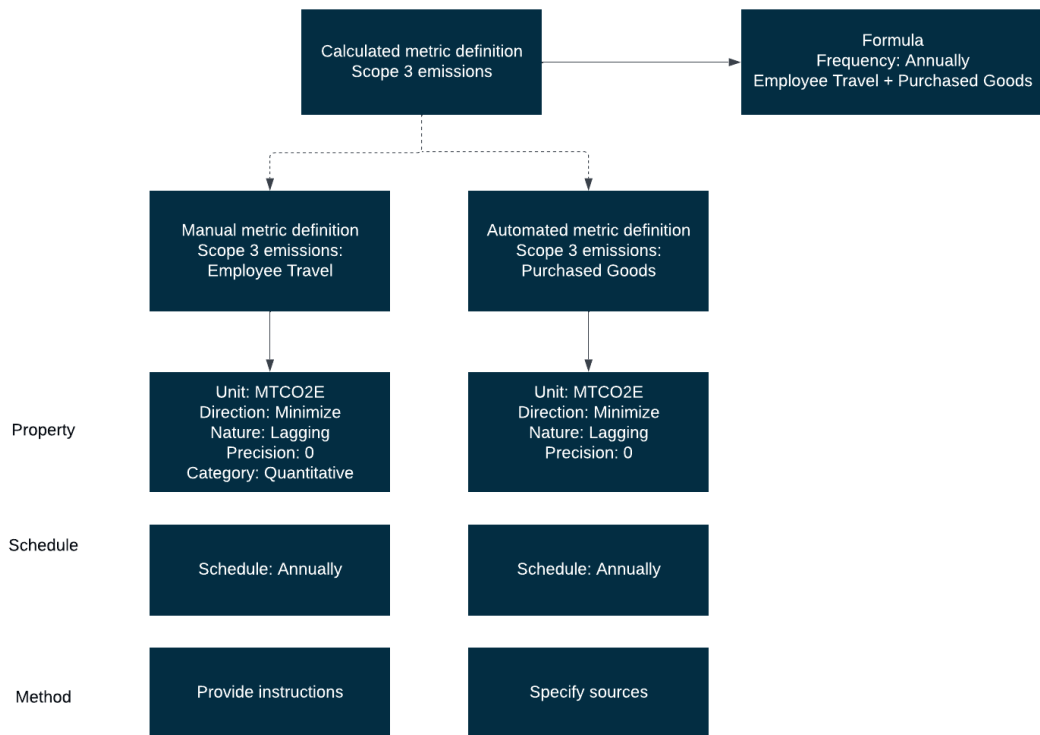 Calculated metric definition
Scope 3 emissions
Formula
Frequency: Annually
Employee Travel + Purchased Goods
Manual metric definition
Scope 3 emissions:
Employee Travel
Automated metric definition
Scope 3 emissions:
Purchased Goods
Property
Unit: MTCO2E
Direction: Minimize
Nature: Lagging
Precision: 0
Category: Quantitative
Unit: MTCO2E
Direction: Minimize
Nature: Lagging
Precision: 0
Schedule
Schedule: Annually
Schedule: Annually
Method
Provide instructions
Specify sources